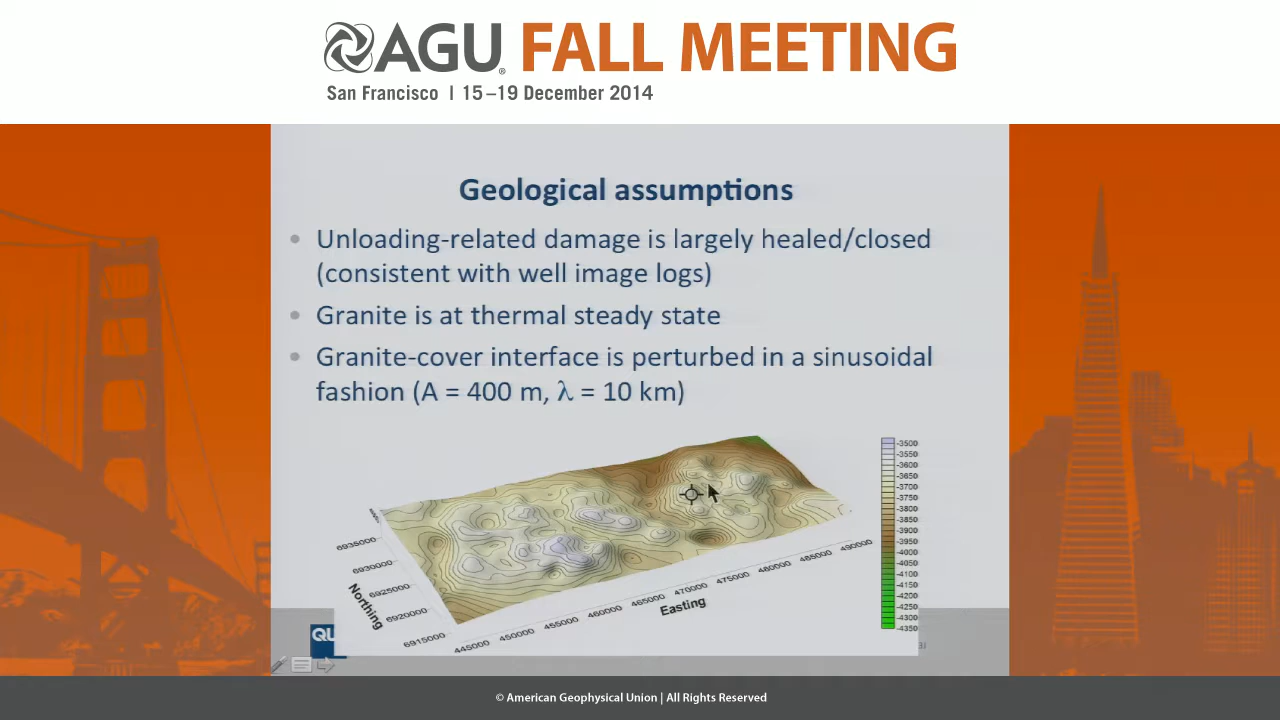 AGU FALL MEETING
San Francisco | 15–19 December 2014
Geological assumptions
• Unloading-related damage is largely healed/closed
(consistent with well image logs)
• Granite is at thermal steady state
• Granite-cover interface is perturbed in a sinusoidal
fashion (A = 400 m, λ = 10 km)
-3500
-3550
-3600
-3650
-3700
-3750
-3800
-3850
-3900
-3950
-4000
-4050
-4100
-4150
-4200
-4250
-4300
-4350
6935000
6930000
6925000
6920000
6915000
Northing
445000
450000
455000
460000
465000
470000
475000
480000
485000
490000
Easting
QU
© American Geophysical Union | All Rights Reserved